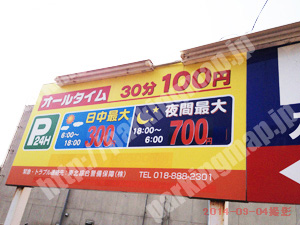 オールタイム 30分 100円
P 24H
日中最大
6:00~18:00 300円
夜間最大
18:00~6:00 700円
TEL 018-888-2301
2014-09-04撮影